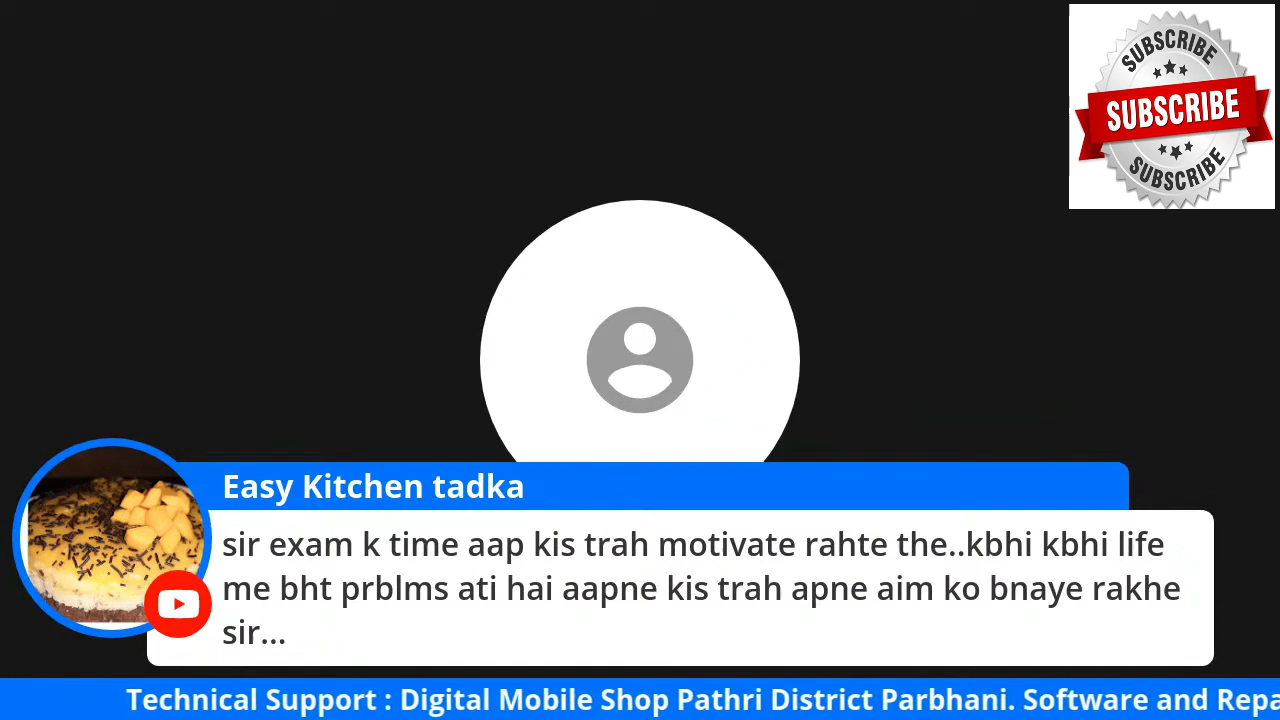 SUBSCRIBE
SUBSCRIBE
SUBSCRIBE
Easy Kitchen tadka
sir exam k time aap kis trah motivate rahte the..kbhi kbhi life
me bht prblms ati hai aapne kis trah apne aim ko bnaye rakhe
sir...
Technical Support : Digital Mobile Shop Pathri District Parbhani. Software and Repa